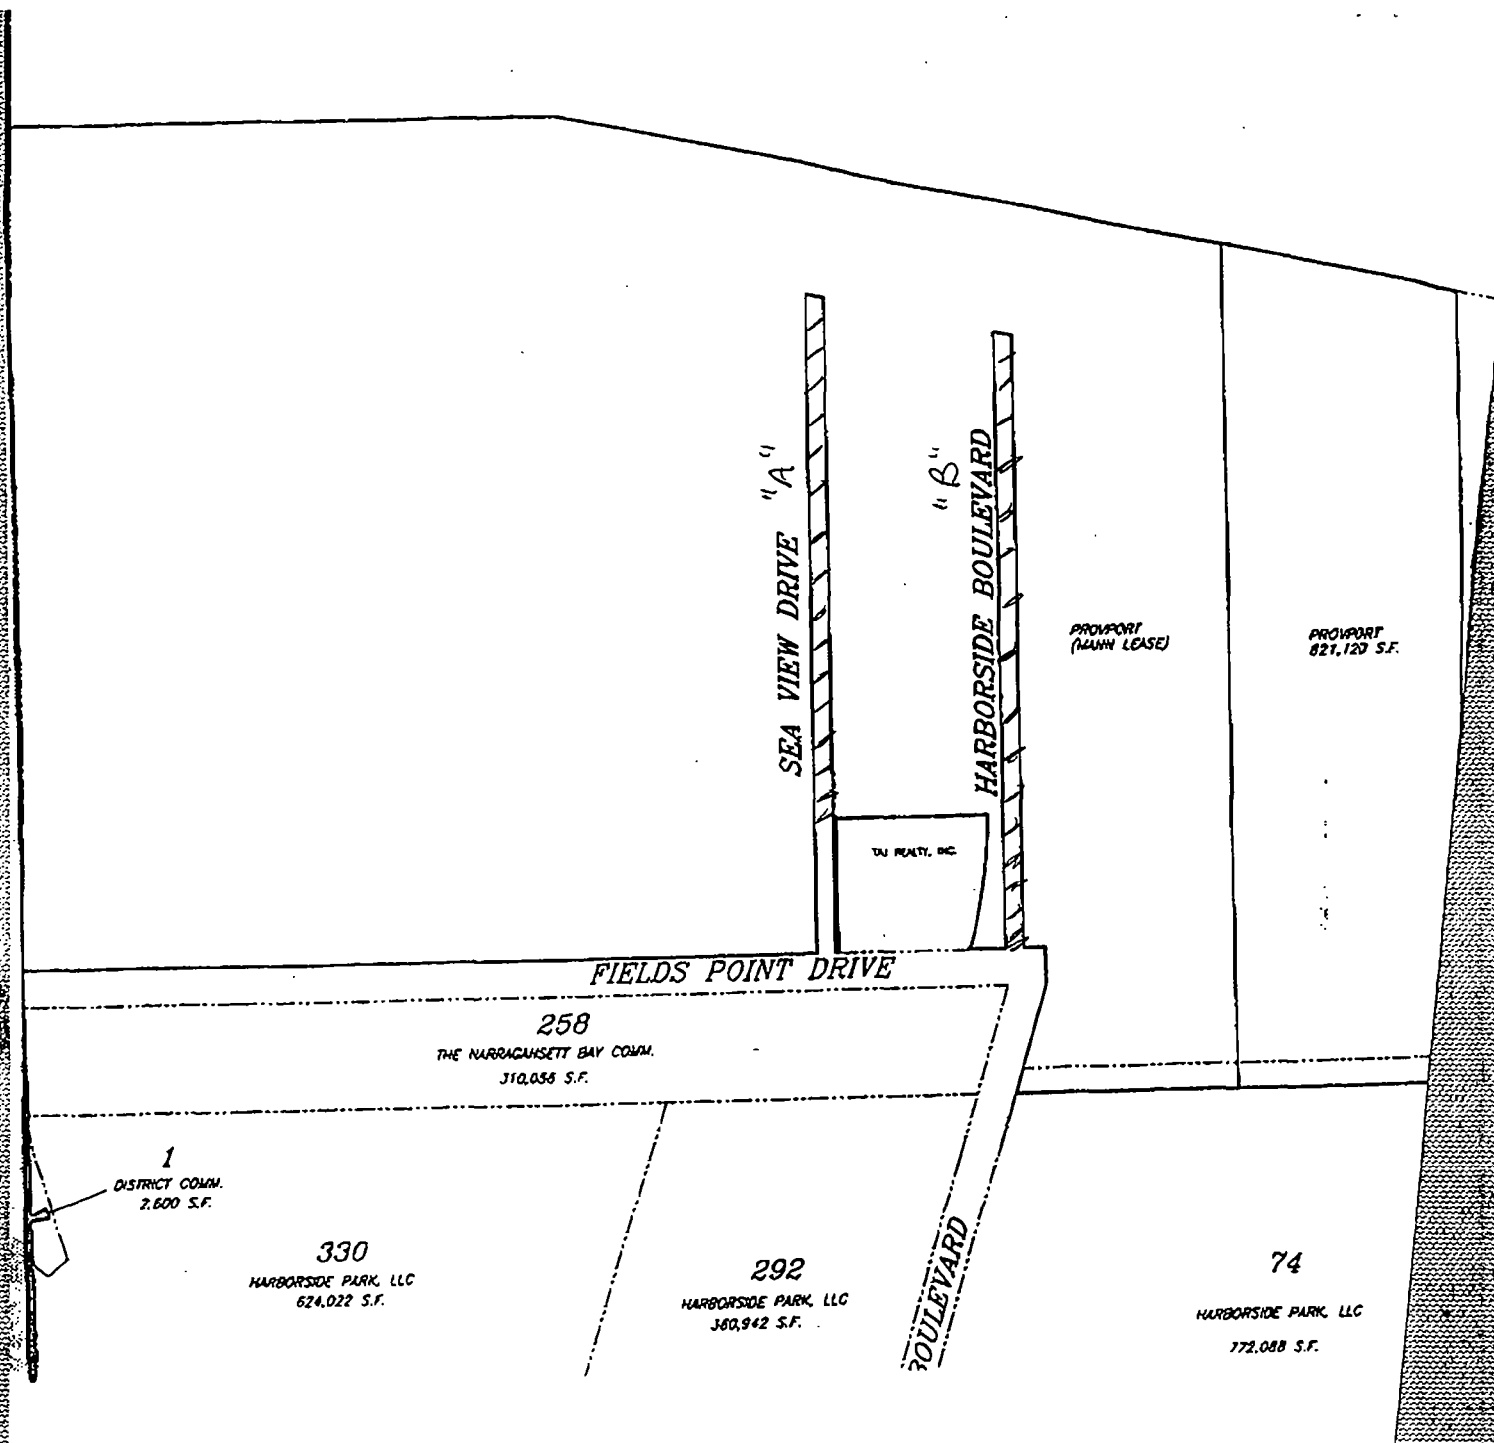 "A"
SEA VIEW DRIVE
"B"
HARBORSIDE BOULEVARD
PROVPORT
(MANN LEASE)
PROVPORT
821,120 S.F.
REALTY, INC.
FIELDS POINT DRIVE
258
THE NARRAGANSETT BAY COMM.
310,056 S.F.
1
DISTRICT COMM.
2,600 S.F.
330
HARBORSIDE PARK, LLC
624,022 S.F.
292
HARBORSIDE PARK, LLC
360,942 S.F.
BOULEVARD
74
HARBORSIDE PARK, LLC
772,088 S.F.